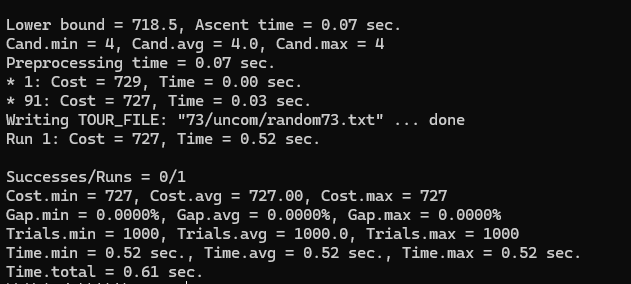 Lower bound = 718.5, Ascent time = 0.07 sec.
Cand.min = 4, Cand.avg = 4.0, Cand.max = 4
Preprocessing time = 0.07 sec.
* 1: Cost = 729, Time = 0.00 sec.
* 91: Cost = 727, Time = 0.03 sec.
Writing TOUR_FILE: "73/uncom/random73.txt" ... done
Run 1: Cost = 727, Time = 0.52 sec.

Successes/Runs = 0/1
Cost.min = 727, Cost.avg = 727.00, Cost.max = 727
Gap.min = 0.0000%, Gap.avg = 0.0000%, Gap.max = 0.0000%
Trials.min = 1000, Trials.avg = 1000.0, Trials.max = 1000
Time.min = 0.52 sec., Time.avg = 0.52 sec., Time.max = 0.52 sec.
Time.total = 0.61 sec.